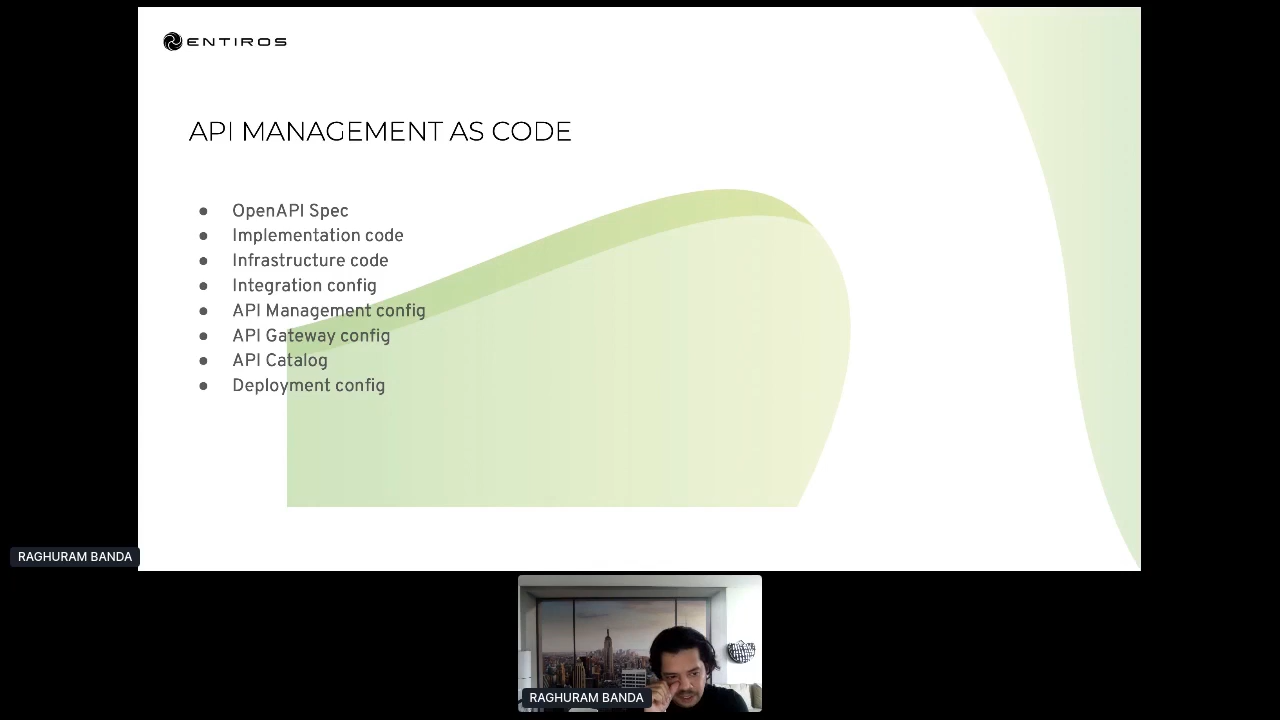 ENTIROS
API MANAGEMENT AS CODE
● OpenAPI Spec
● Implementation code
● Infrastructure code
● Integration config
● API Management config
● API Gateway config
● API Catalog
● Deployment config
RAGHURAM BANDA
RAGHURAM BANDA